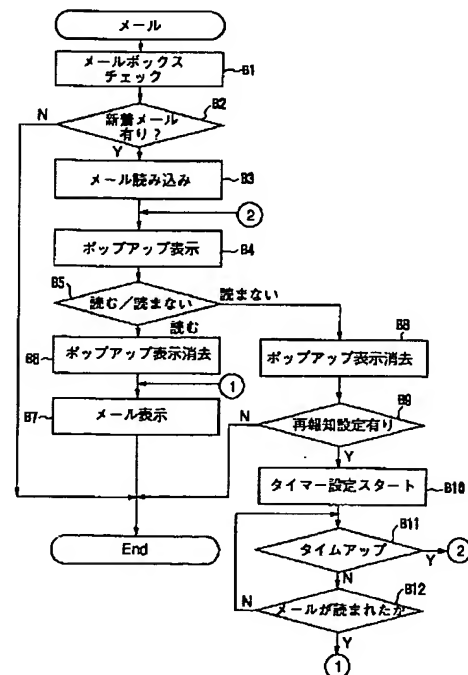 メール
メールボックス
チェック
B1
B2
N
新着メール
有り?
Y
メール読み込み
B3
2
ポップアップ表示
B4
B5
読む/読まない
読まない
読む
B6
ポップアップ表示消去
1
B7
メール表示
End
B8
ポップアップ表示消去
B9
N
再報知設定有り
Y
タイマー設定スタート
B10
B11
タイムアップ
Y
2
N
B12
N
メールが読まれたか
Y
1